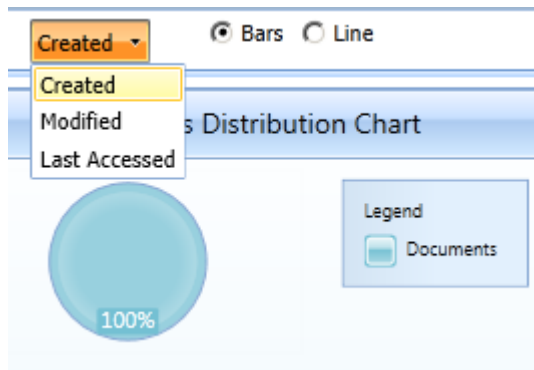 Created
Bars
Line
Created
Modified
Last Accessed
s Distribution Chart
Legend
Documents
100%